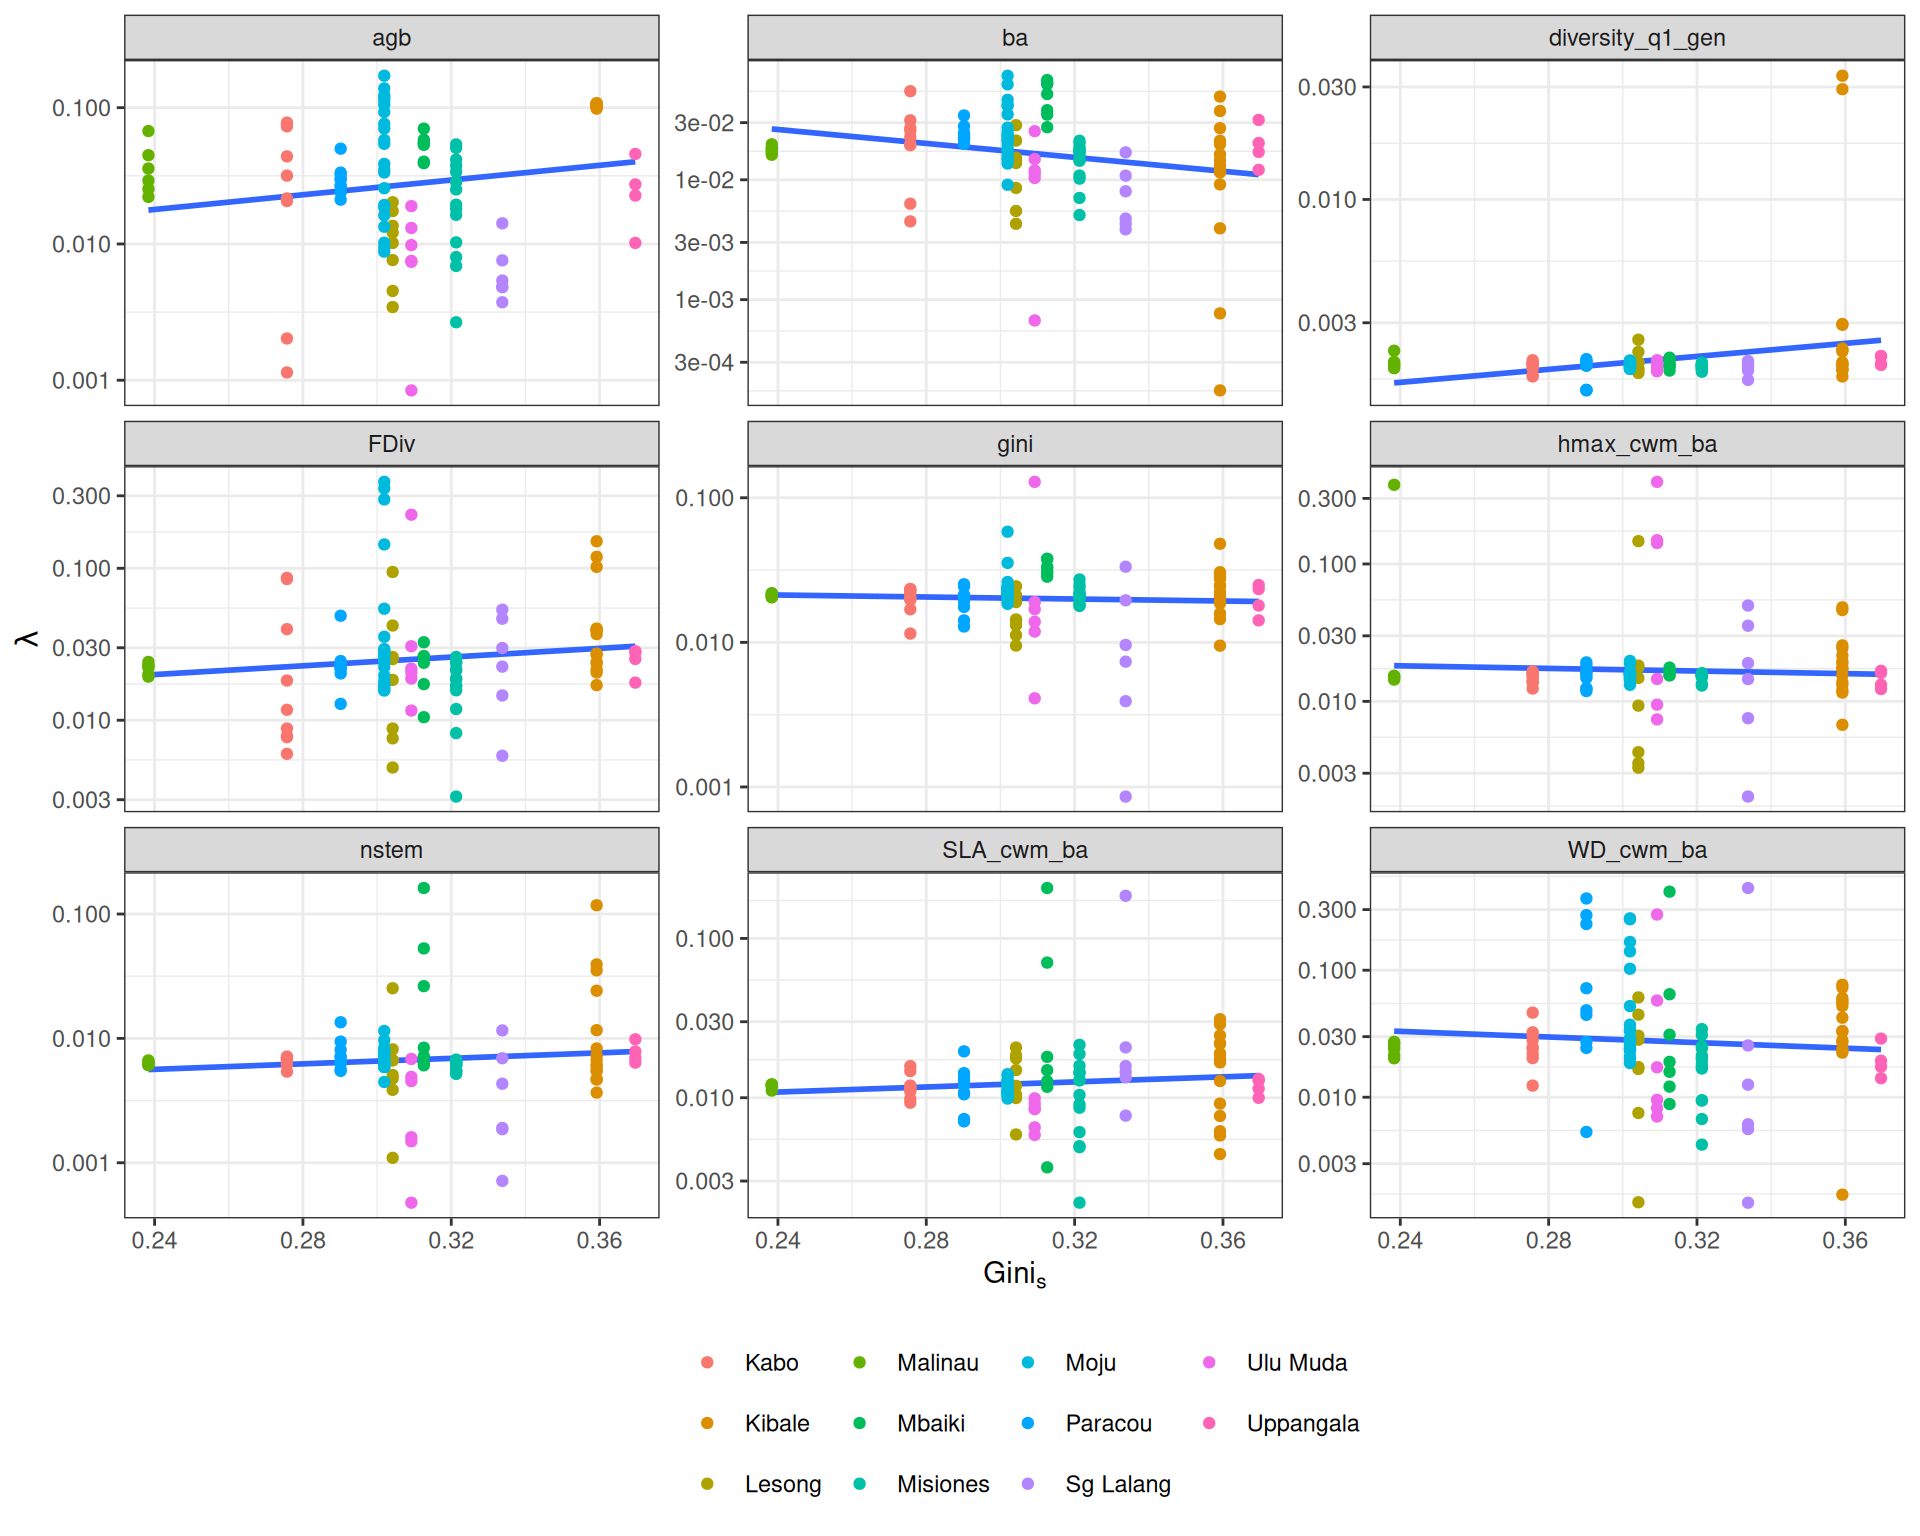 agb ba diversity_q1_gen
0.100 3e-02 0.030
0.010 1e-02 0.010
0.001 3e-03 0.003
1e-03
3e-04
FDiv gini hmax_cwm_ba
0.300 0.100 0.300
0.100 0.010 0.100
0.030 0.001 0.030
0.010 0.010
0.003 0.003
λ
nstem SLA_cwm_ba WD_cwm_ba
0.100 0.100 0.300
0.010 0.030 0.100
0.001 0.010 0.030
0.003 0.010
0.003
0.24 0.28 0.32 0.36 0.24 0.28 0.32 0.36 0.24 0.28 0.32 0.36
Gini_s
Kabo Malinau Moju Ulu Muda
Kibale Mbaiki Paracou Uppangala
Lesong Misiones Sg Lalang